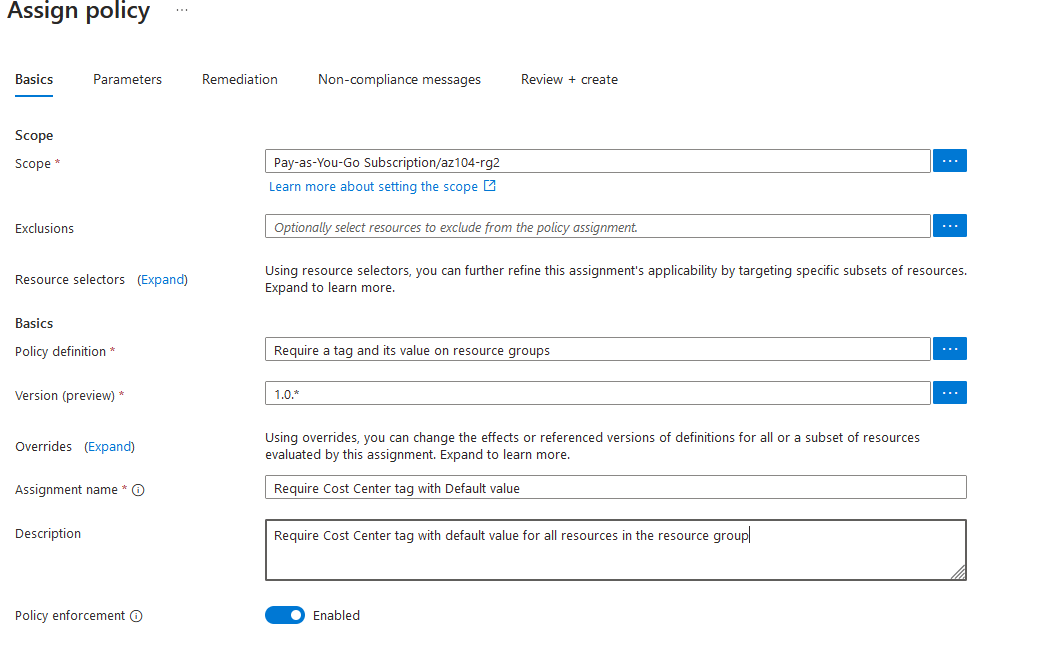 Assign policy ...
Basics Parameters Remediation Non-compliance messages Review + create
Scope
Scope * Pay-as-You-Go Subscription/az104-rg2 ...
Learn more about setting the scope
Exclusions Optionally select resources to exclude from the policy assignment. ...
Resource selectors (Expand) Using resource selectors, you can further refine this assignment's applicability by targeting specific subsets of resources.
Expand to learn more.
Basics
Policy definition * Require a tag and its value on resource groups ...
Version (preview) * 1.0.* ...
Overrides (Expand) Using overrides, you can change the effects or referenced versions of definitions for all or a subset of resources
evaluated by this assignment. Expand to learn more.
Assignment name * Require Cost Center tag with Default value
Description Require Cost Center tag with default value for all resources in the resource group
Policy enforcement Enabled